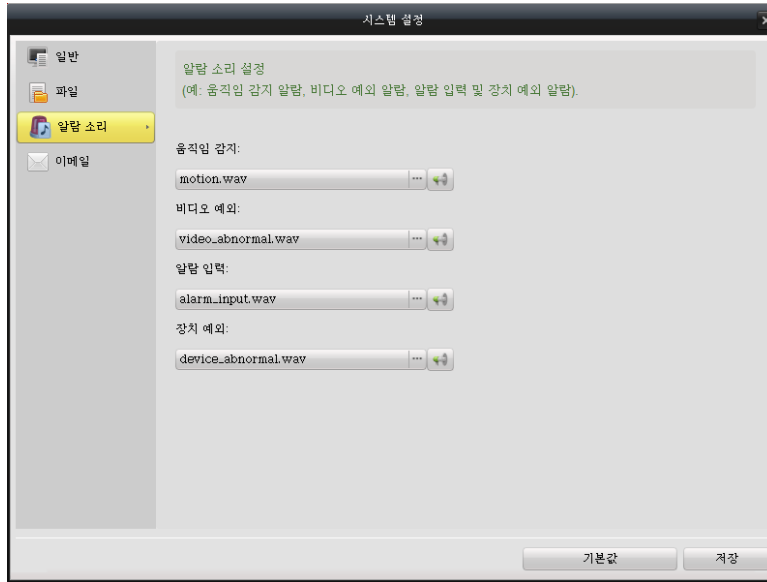 시스템 설정
일반
파일
알람 소리
이메일
알람 소리 설정
(예: 움직임 감지 알람, 비디오 예외 알람, 알람 입력 및 장치 예외 알람).
움직임 감지:
motion.wav
비디오 예외:
video_abnormal.wav
알람 입력:
alarm_input.wav
장치 예외:
device_abnormal.wav
기본값
저장